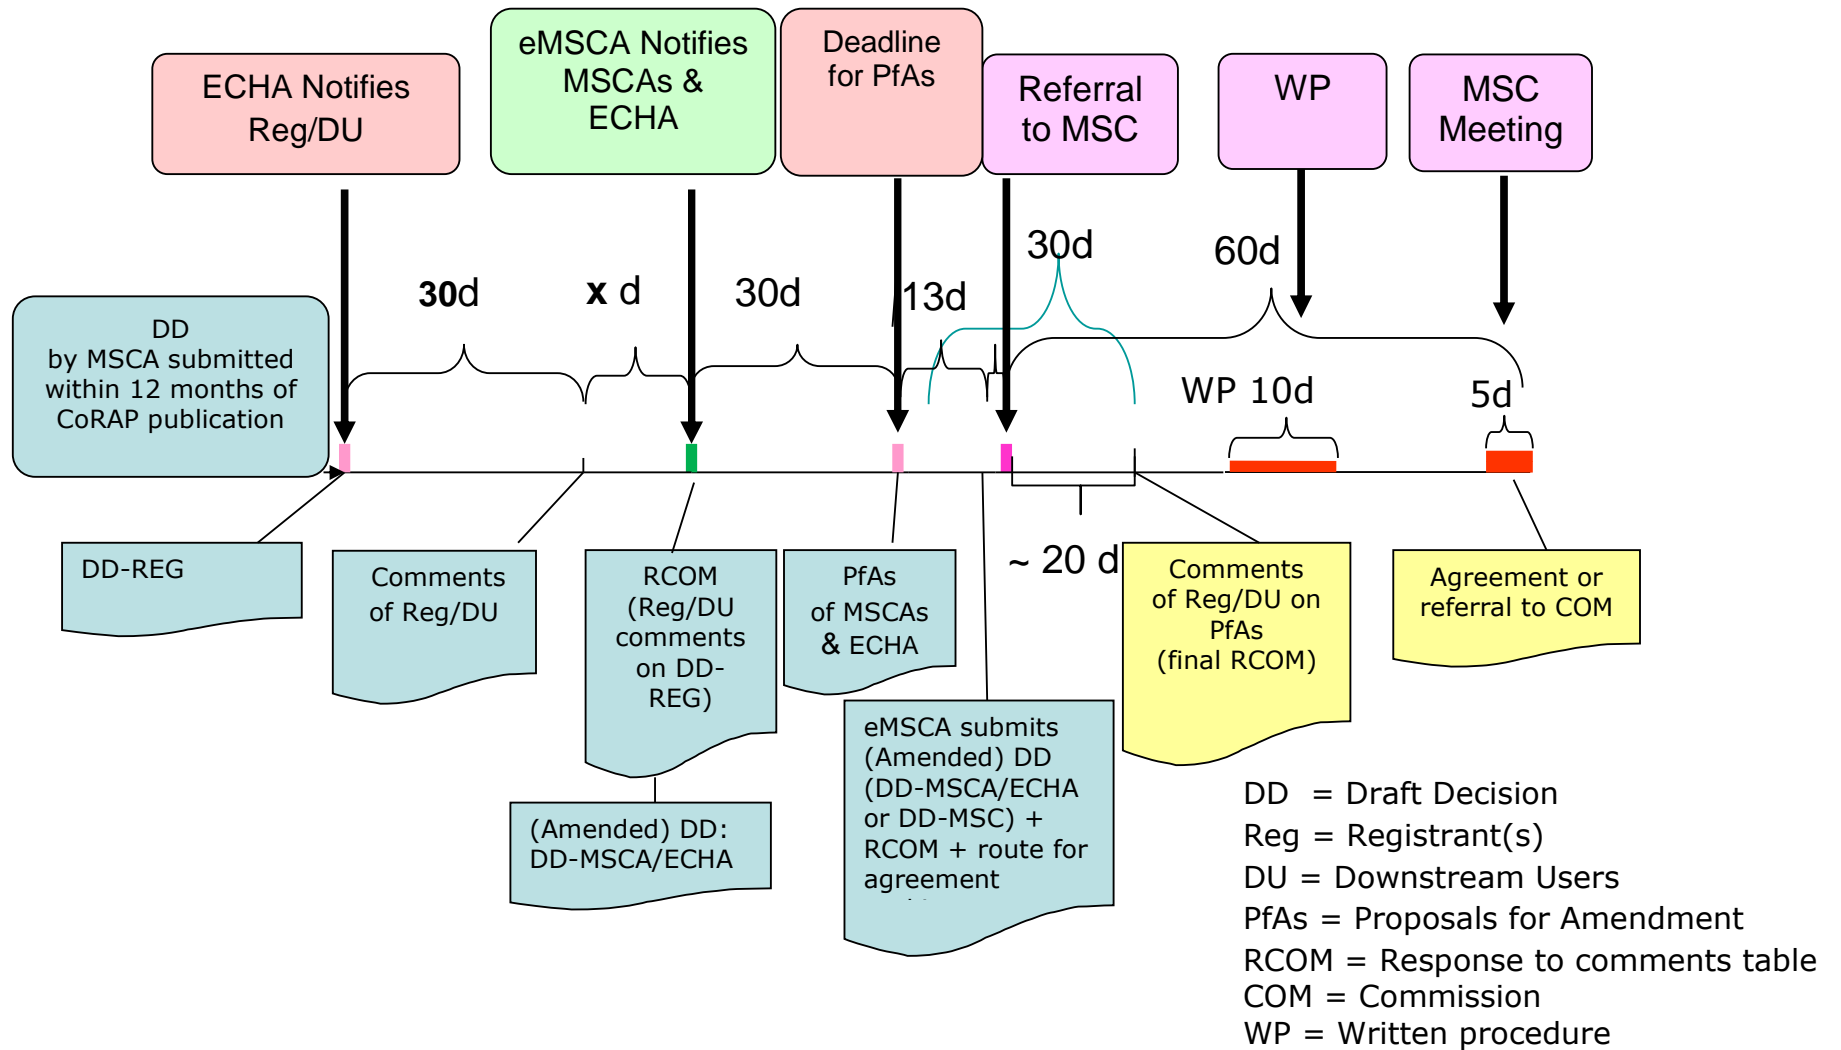 ECHA Notifies
Reg/DU
eMSCA Notifies
MSCAs &
ECHA
Deadline
for PfAs
Referral
to MSC
WP
MSC
Meeting
30d
x d
30d
13d
30d
60d
DD
by MSCA submitted
within 12 months of
CoRAP publication
WP 10d
5d
~ 20 d
DD-REG
Comments
of Reg/DU
RCOM
(Reg/DU
comments
on DD-
REG)
(Amended) DD:
DD-MSCA/ECHA
PfAs
of MSCAs
& ECHA
eMSCA submits
(Amended) DD
(DD-MSCA/ECHA
or DD-MSC) +
RCOM + route for
agreement
Comments
of Reg/DU on
PfAs
(final RCOM)
Agreement or
referral to COM
DD = Draft Decision
Reg = Registrant(s)
DU = Downstream Users
PfAs = Proposals for Amendment
RCOM = Response to comments table
COM = Commission
WP = Written procedure